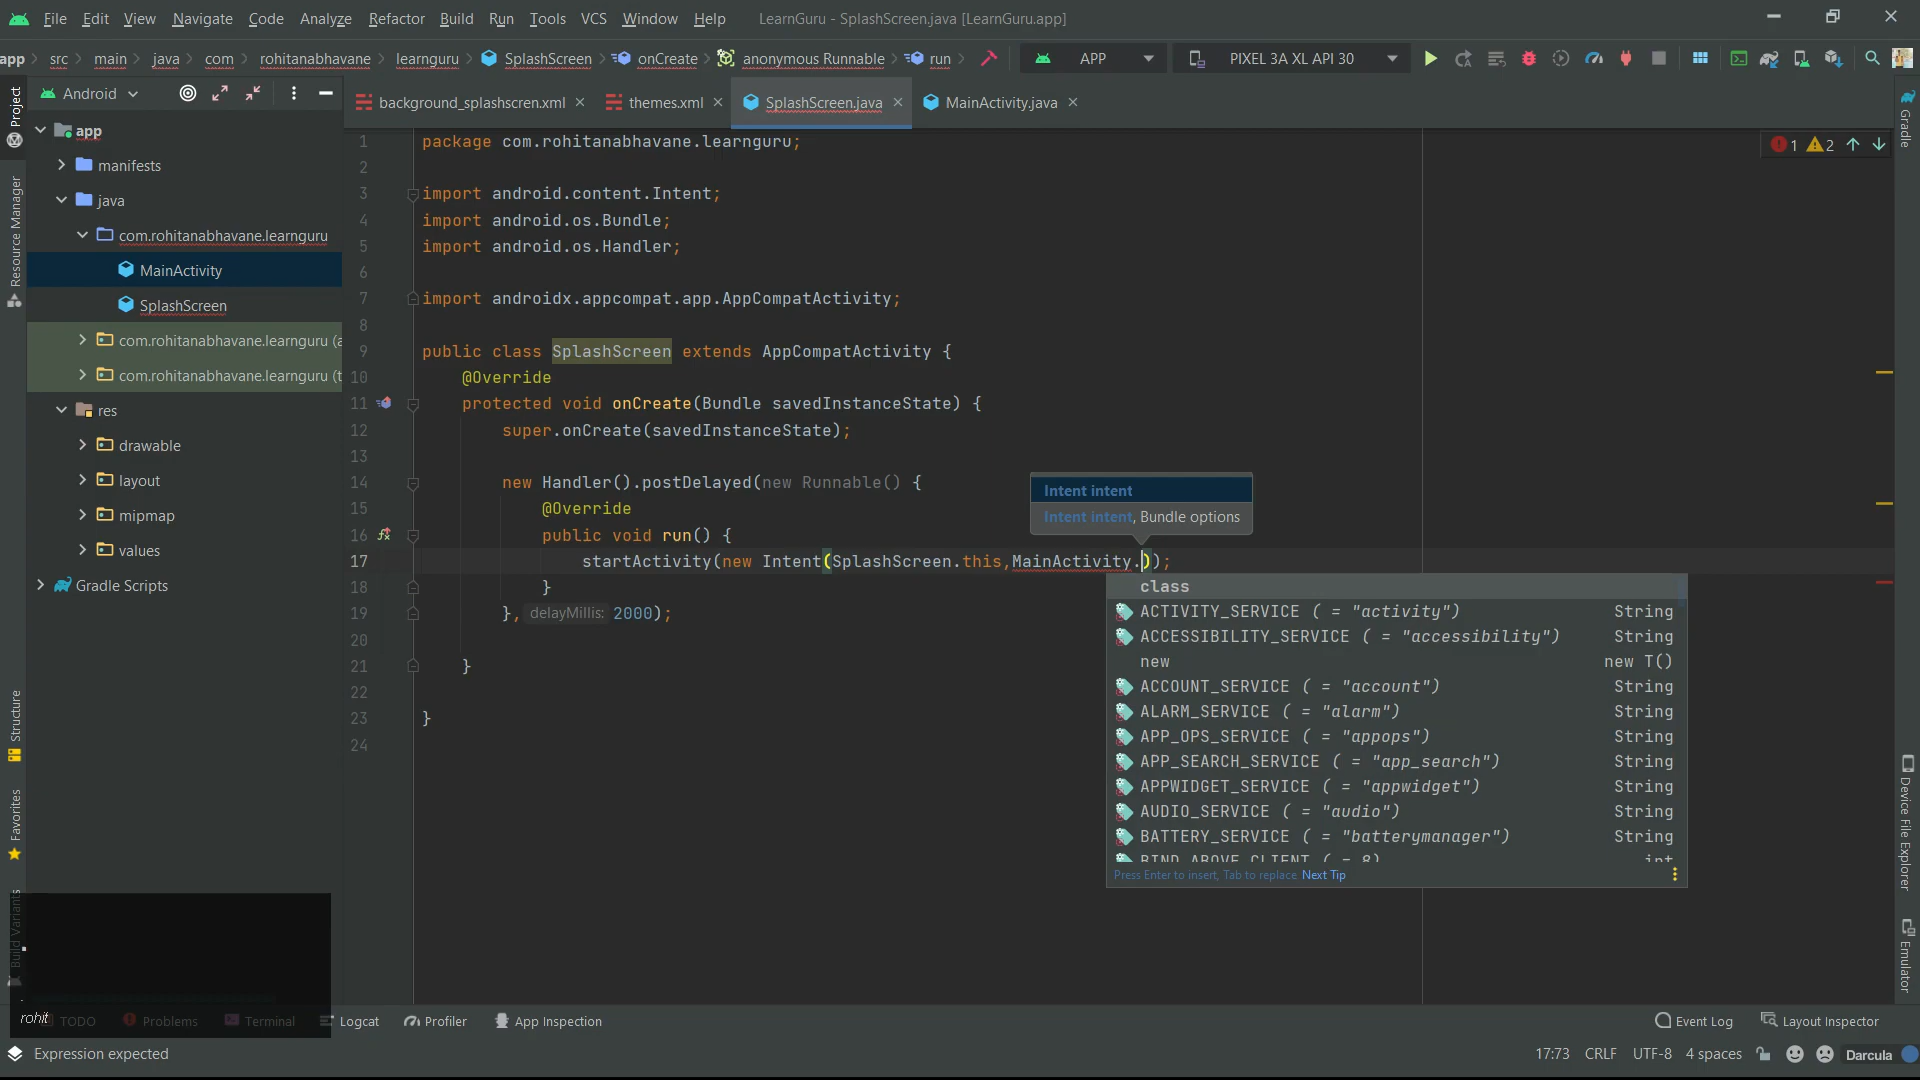 File Edit View Navigate Code Analyze Refactor Build Run Tools VCS Window Help LearnGuru - SplashScreen.java [LearnGuru.app]
app src main java com rohitanabhavane learnguru SplashScreen onCreate anonymous Runnable run APP PIXEL 3A XL API 30
Android
background_splashscren.xml themes.xml SplashScreen.java MainActivity.java
Project
Resource Manager
Structure
Favorites
Build Variants
app
manifests
java
com.rohitanabhavane.learnguru
MainActivity
SplashScreen
com.rohitanabhavane.learnguru (a
com.rohitanabhavane.learnguru (t
res
drawable
layout
mipmap
values
Gradle Scripts
1 package com.rohitanabhavane.learnguru;
2
3 import android.content.Intent;
4 import android.os.Bundle;
5 import android.os.Handler;
6
7 import androidx.appcompat.app.AppCompatActivity;
8
9 public class SplashScreen extends AppCompatActivity {
10 @Override
11 protected void onCreate(Bundle savedInstanceState) {
12 super.onCreate(savedInstanceState);
13
14 new Handler().postDelayed(new Runnable() {
15 @Override
16 public void run() {
17 startActivity(new Intent(SplashScreen.this,MainActivity.));
18 }
19 }, delayMillis: 2000);
20
21 }
22
23 }
24
1 2
Intent intent
Intent intent, Bundle options
class
ACTIVITY_SERVICE ( = "activity") String
ACCESSIBILITY_SERVICE ( = "accessibility") String
new new T()
ACCOUNT_SERVICE ( = "account") String
ALARM_SERVICE ( = "alarm") String
APP_OPS_SERVICE ( = "appops") String
APP_SEARCH_SERVICE ( = "app_search") String
APPWIDGET_SERVICE ( = "appwidget") String
AUDIO_SERVICE ( = "audio") String
BATTERY_SERVICE ( = "batterymanager") String
BIND_ABOVE_CLIENT ( = 8) int
Press Enter to insert, Tab to replace Next Tip
Gradle
Device File Explorer
Emulator
rohit
TODO Problems Terminal Logcat Profiler App Inspection Event Log Layout Inspector
Expression expected 17:73 CRLF UTF-8 4 spaces Darcula